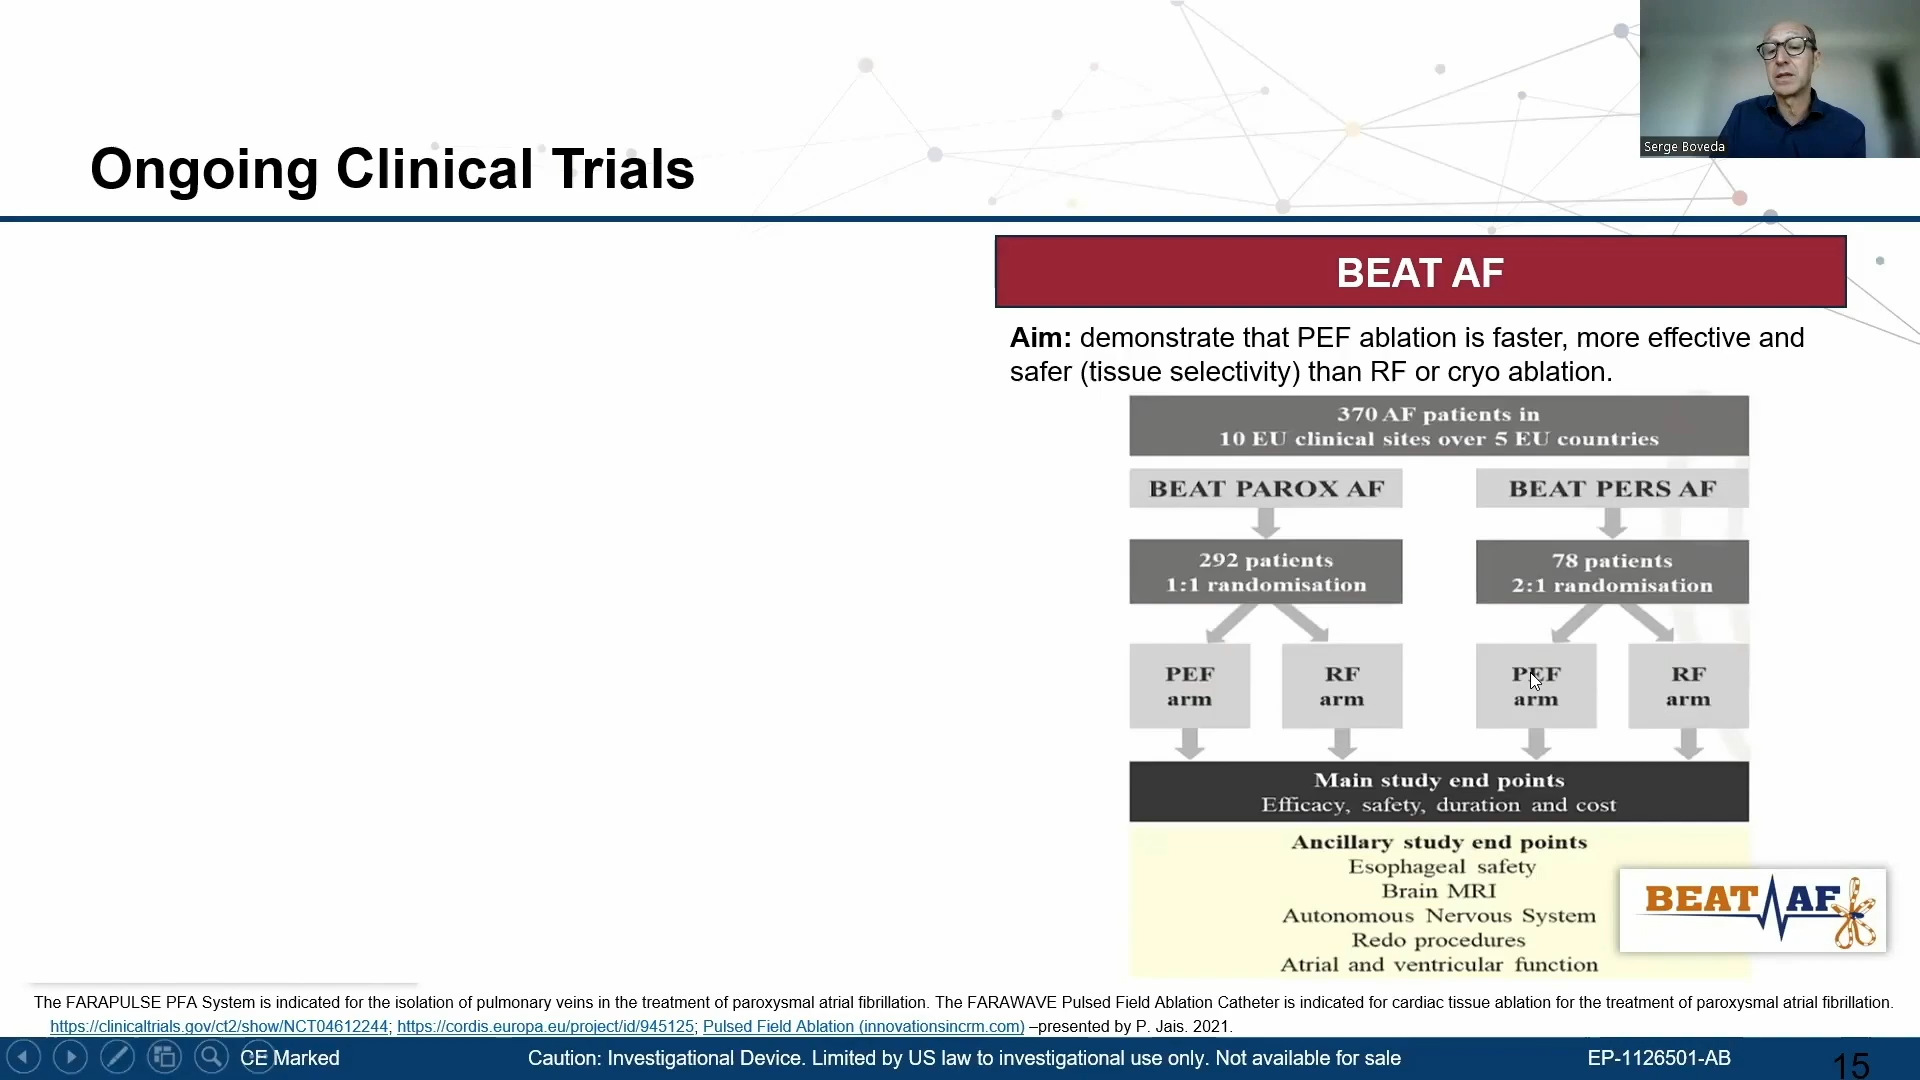 Serge Boveda
Ongoing Clinical Trials
BEAT AF
Aim: demonstrate that PEF ablation is faster, more effective and
safer (tissue selectivity) than RF or cryo ablation.
370 AF patients in
10 EU clinical sites over 5 EU countries
BEAT PAROX AF
BEAT PERS AF
292 patients
1:1 randomisation
78 patients
2:1 randomisation
PEF
arm
RF
arm
PEF
arm
RF
arm
Main study end points
Efficacy, safety, duration and cost
Ancillary study end points
Esophageal safety
Brain MRI
Autonomous Nervous System
Redo procedures
Atrial and ventricular function
BEAT AF
The FARAPULSE PFA System is indicated for the isolation of pulmonary veins in the treatment of paroxysmal atrial fibrillation. The FARAWAVE Pulsed Field Ablation Catheter is indicated for cardiac tissue ablation for the treatment of paroxysmal atrial fibrillation.
https://clinicaltrials.gov/ct2/show/NCT04612244; https://cordis.europa.eu/project/id/945125; Pulsed Field Ablation (innovationsincrm.com) –presented by P. Jais. 2021.
CE Marked
Caution: Investigational Device. Limited by US law to investigational use only. Not available for sale
EP-1126501-AB
15